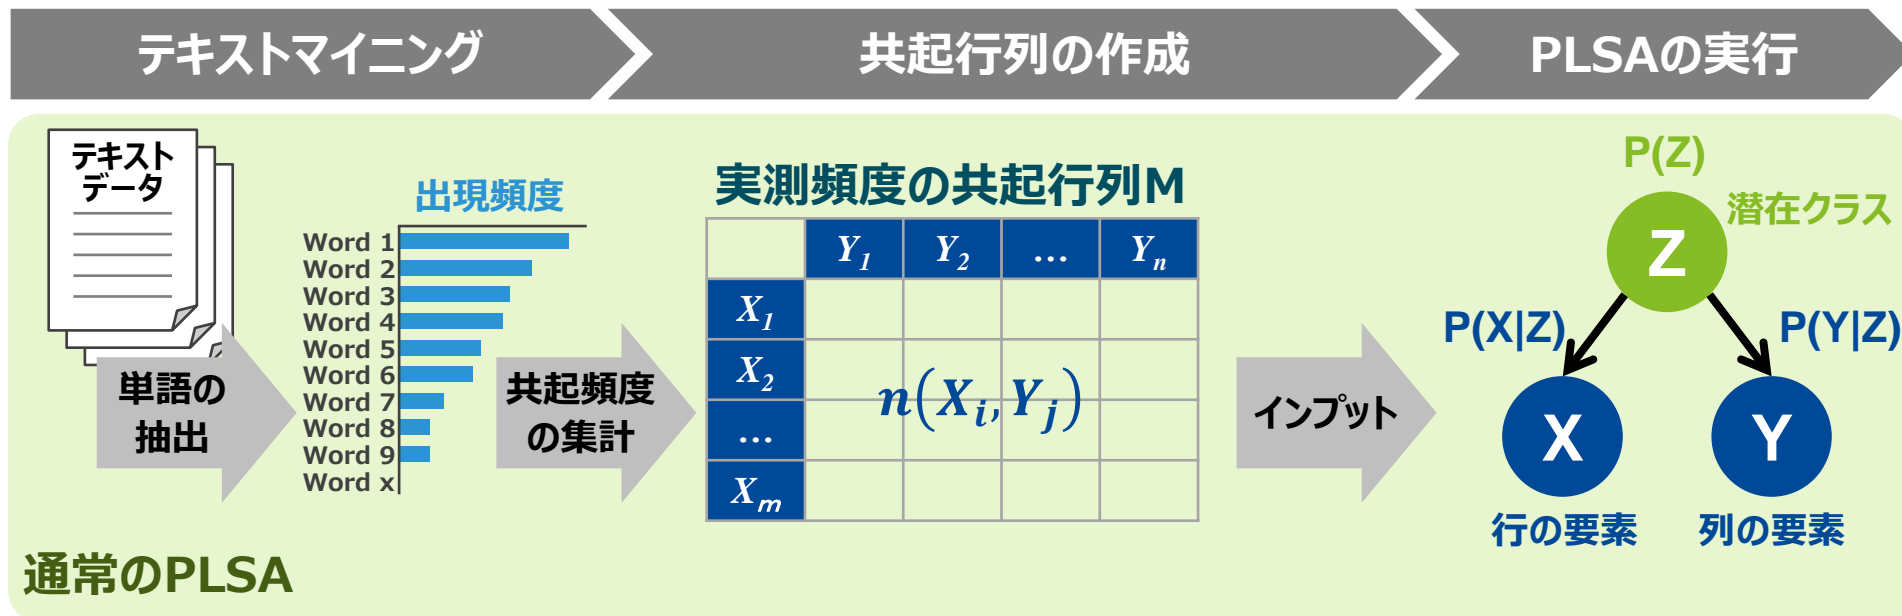 テキストマイニング
共起行列の作成
PLSAの実行
テキスト
データ
単語の
抽出
出現頻度
Word 1
Word 2
Word 3
Word 4
Word 5
Word 6
Word 7
Word 8
Word 9
Word x
共起頻度
の集計
実測頻度の共起行列M
Y1 Y2 … Yn
X1
X2
…
Xm
n(Xi, Yj)
インプット
P(Z)
潜在クラス
Z
P(X|Z) P(Y|Z)
X Y
行の要素 列の要素
通常のPLSA